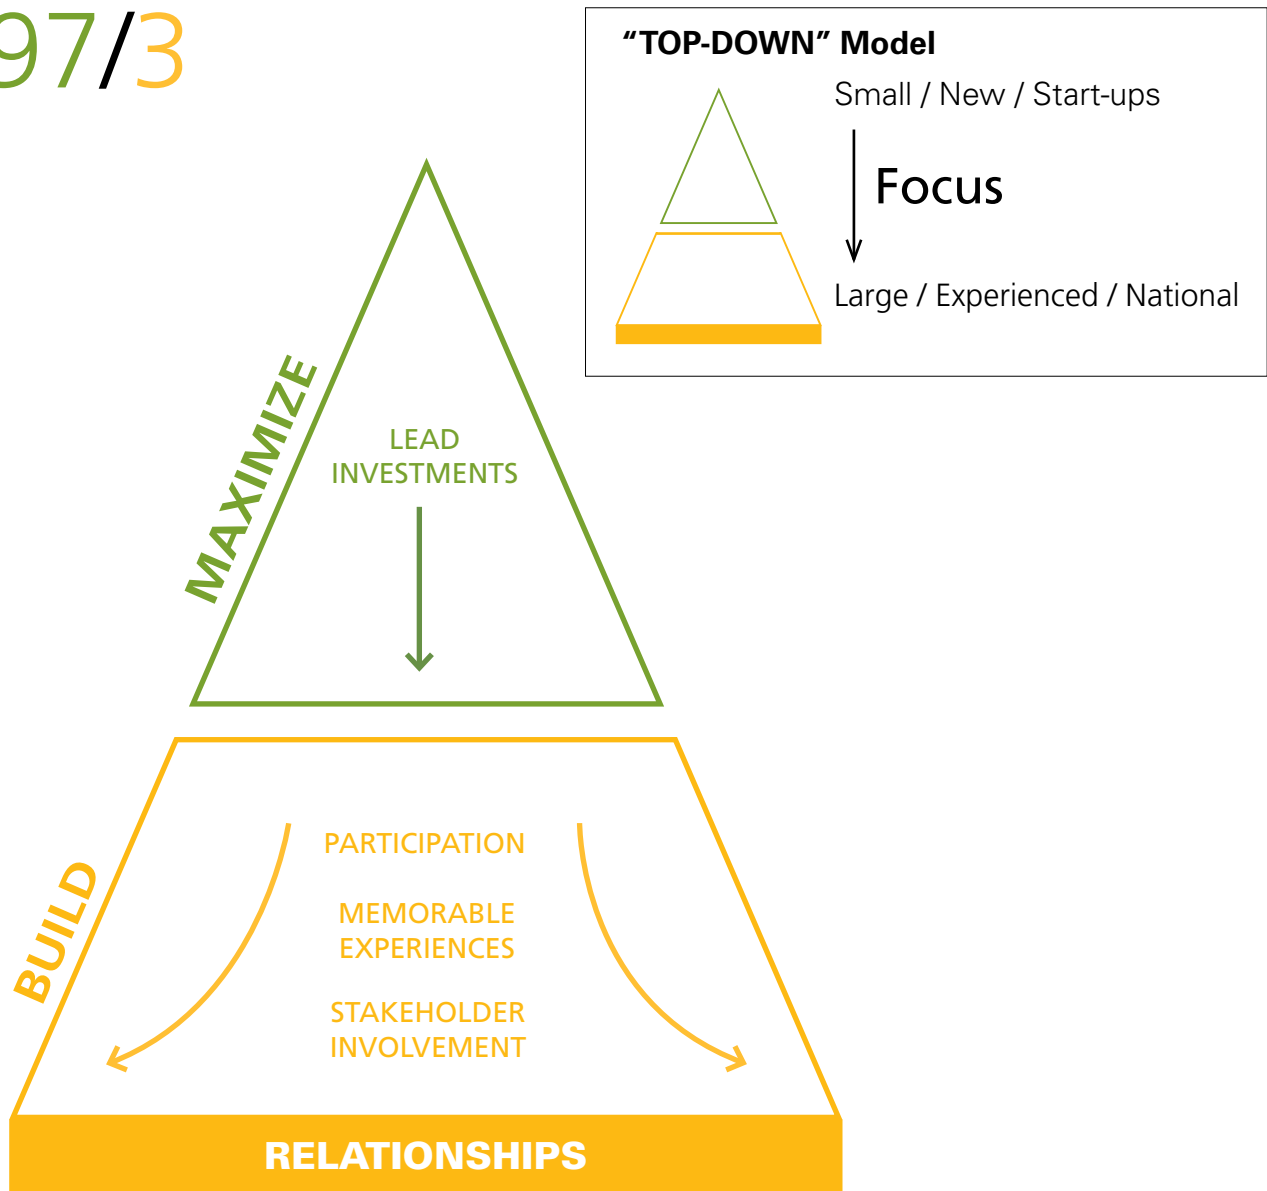 97/3
"TOP-DOWN" Model
Small / New / Start-ups
Focus
Large / Experienced / National
MAXIMIZE
LEAD
INVESTMENTS
BUILD
PARTICIPATION
MEMORABLE
EXPERIENCES
STAKEHOLDER
INVOLVEMENT
RELATIONSHIPS